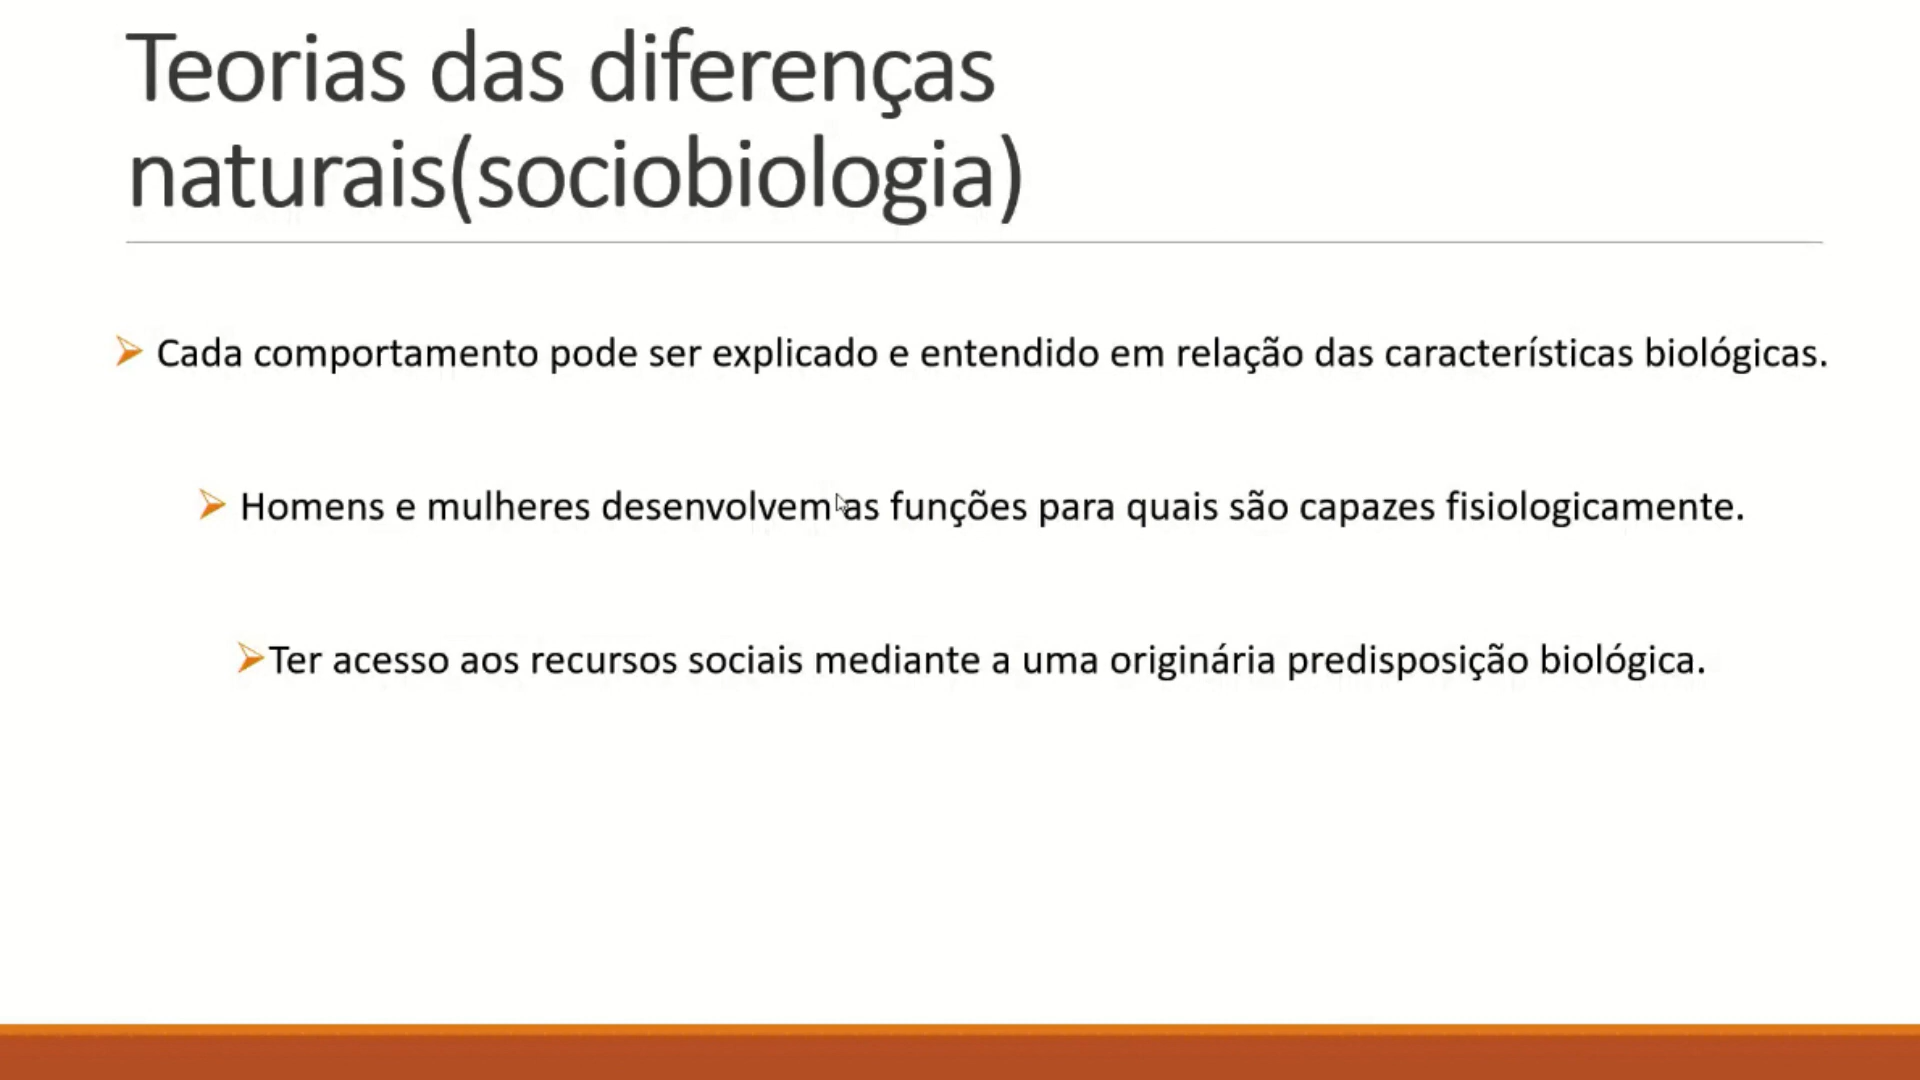 Teorias das diferenças
naturais(sociobiologia)
Cada comportamento pode ser explicado e entendido em relação das características biológicas.
Homens e mulheres desenvolvem as funções para quais são capazes fisiologicamente.
Ter acesso aos recursos sociais mediante a uma originária predisposição biológica.